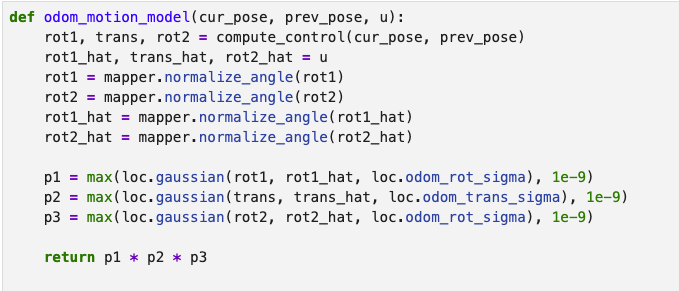 def odom_motion_model(cur_pose, prev_pose, u):
    rot1, trans, rot2 = compute_control(cur_pose, prev_pose)
    rot1_hat, trans_hat, rot2_hat = u
    rot1 = mapper.normalize_angle(rot1)
    rot2 = mapper.normalize_angle(rot2)
    rot1_hat = mapper.normalize_angle(rot1_hat)
    rot2_hat = mapper.normalize_angle(rot2_hat)

    p1 = max(loc.gaussian(rot1, rot1_hat, loc.odom_rot_sigma), 1e-9)
    p2 = max(loc.gaussian(trans, trans_hat, loc.odom_trans_sigma), 1e-9)
    p3 = max(loc.gaussian(rot2, rot2_hat, loc.odom_rot_sigma), 1e-9)

    return p1 * p2 * p3